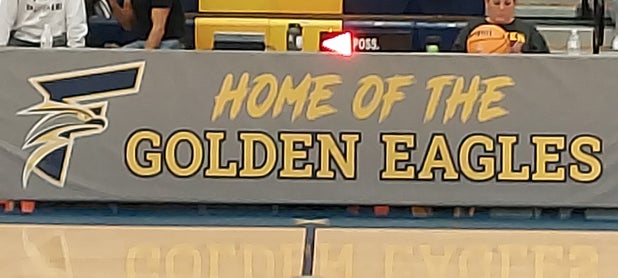 POSS.
HOME OF THE
GOLDEN EAGLES